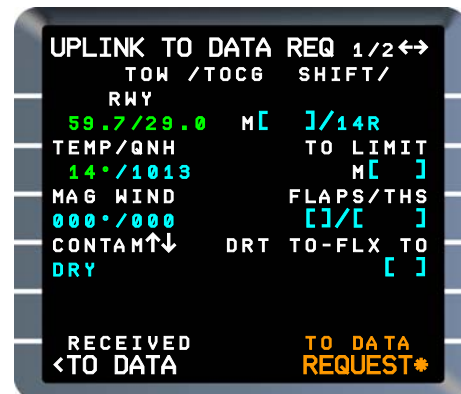 UPLINK TO DATA REQ 1/2←→
TOW /TOCG SHIFT/
RWY
59.7/29.0 M[ ]/14R
TEMP/QNH TO LIMIT
14°/1013 M[ ]
MAG WIND FLAPS/THS
000°/000 []/[ ]
CONTAM↑↓ DRT TO-FLX TO
DRY [ ]
RECEIVED TO DATA
<TO DATA REQUEST*